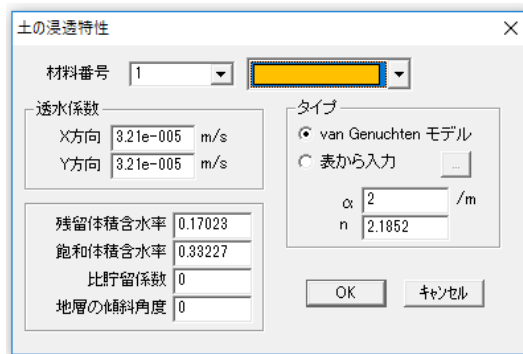 土の浸透特性
材料番号 1
透水係数
X方向 3.21e-005 m/s
Y方向 3.21e-005 m/s
タイプ
van Genuchten モデル
表から入力 ...
α 2 /m
n 2.1852
残留体積含水率 0.17023
飽和体積含水率 0.33227
比貯留係数 0
地層の傾斜角度 0
OK キャンセル